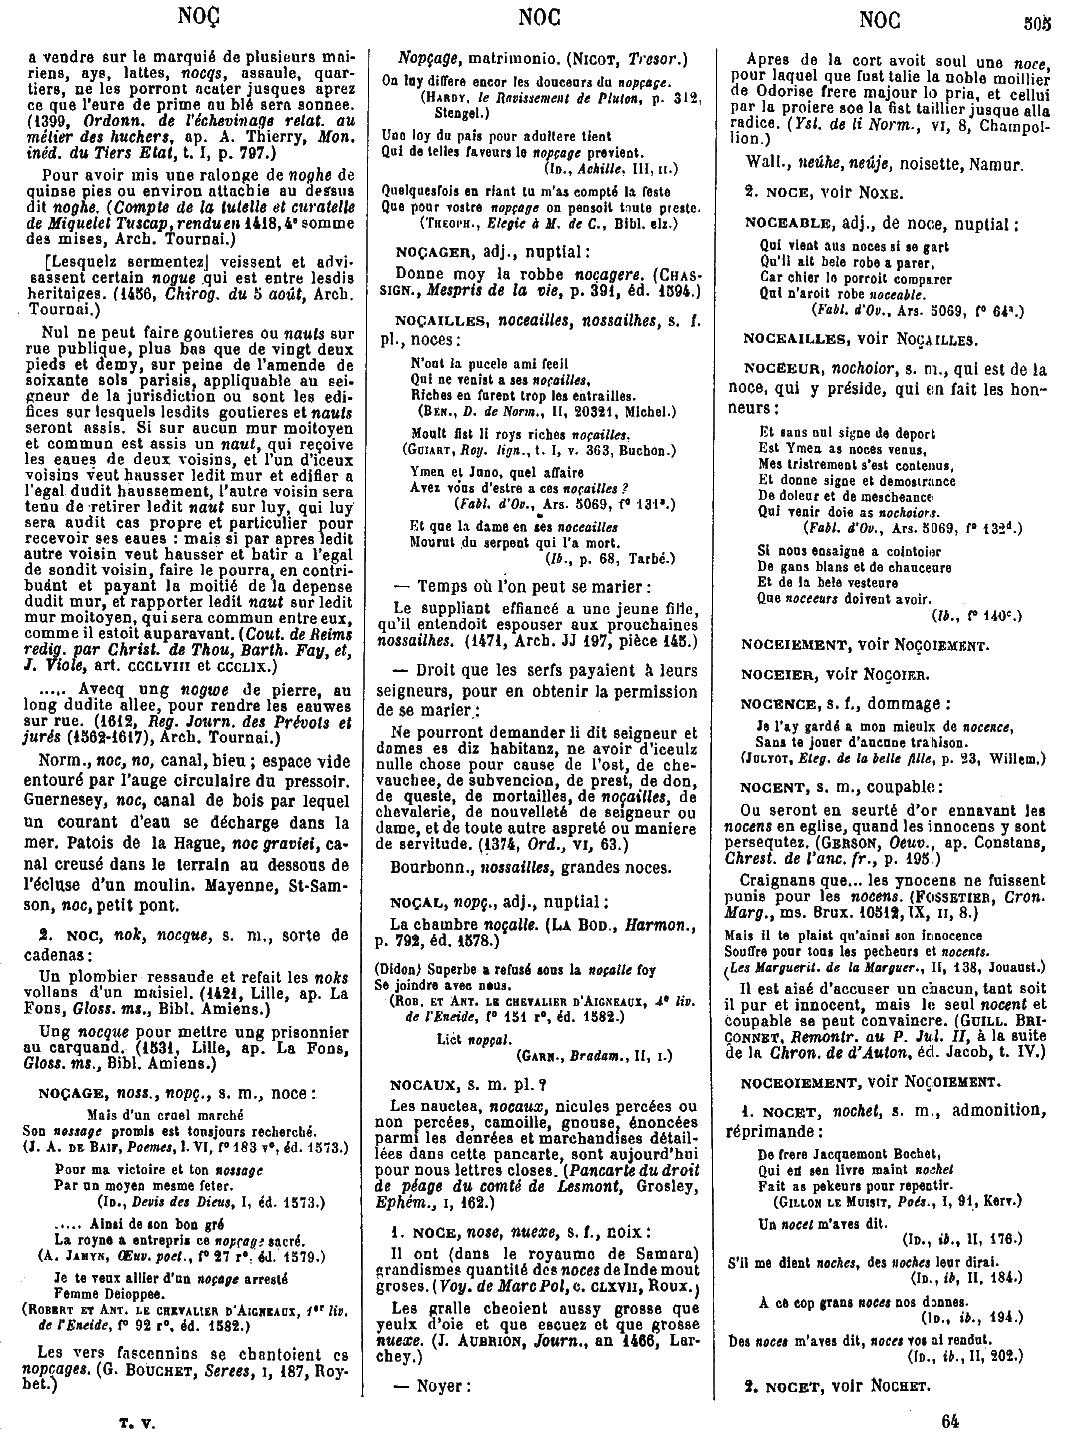 NOÇ
NOC
NOC
505
a vendre sur le marquié de plusieurs mai-
riens, ays, lattes, nocqs, assaule, quar-
tiers, ne les porront acater jusques aprez
ce que l'eure de prime au blé sera sonnee.
(1399, Ordonn. de l'échevinage relat. au
métier des huchers, ap. A. Thierry, Mon.
inéd. du Tiers Etat, t. I, p. 797.)
Pour avoir mis une ralonge de noghe de
quinse pies ou environ attachie au dessus
dit noghe. (Compte de la tutelle et curatelle
de Miquelet Tuscap, rendu en 1418, 4e somme
des mises, Arch. Tournai.)
[Lesquelz sermentez] veissent et advi-
sassent certain nogue qui est entre lesdis
heritaiges. (1456, Chirog. du 5 août, Arch.
Tournai.)
Nul ne peut faire goutieres ou nauts sur
rue publique, plus bas que de vingt deux
pieds et demy, sur peine de l'amende de
soixante sols parisis, appliquable au sei-
gneur de la jurisdiction ou sont les edi-
fices sur lesquels lesdits goutieres et nauts
seront assis. Si sur aucun mur moitoyen
et commun est assis un naut, qui reçoive
les eaues de deux voisins, et l'un d'iceux
voisins veut hausser ledit mur et edifier a
l'egal dudit haussement, l'autre voisin sera
tenu de retirer ledit naut sur luy, qui luy
sera audit cas propre et particulier pour
recevoir ses eaues : mais si par apres ledit
autre voisin veut hausser et batir a l'egal
de sondit voisin, faire le pourra, en contri-
buant et payant la moitié de la depense
dudit mur, et rapporter ledit naut sur ledit
mur moitoyen, qui sera commun entre eux,
comme il estoit auparavant. (Cout. de Reims
redig. par Christ. de Thou, Barth. Fay, et,
J. Viole, art. CCCLVIII et CCCLIX.)
..... Avecq ung nogwe de pierre, au
long dudite allee, pour rendre les eauwes
sur rue. (1612, Reg. Journ. des Prévots et
jurés (1562-1617), Arch. Tournai.)
Norm., noc, no, canal, bieu ; espace vide
entouré par l'auge circulaire du pressoir.
Guernesey, noc, canal de bois par lequel
un courant d'eau se décharge dans la
mer. Patois de la Hague, noc graviei, ca-
nal creusé dans le terrain au dessous de
l'écluse d'un moulin. Mayenne, St-Sam-
son, noc, petit pont.
2. NOC, nok, nocque, s. m., sorte de
cadenas :
Un plombier ressaude et refait les noks
vollans d'un maisiel. (1421, Lille, ap. La
Fons, Gloss. ms., Bibl. Amiens.)
Ung nocque pour mettre ung prisonnier
au carquand. (1531, Lille, ap. La Fons,
Gloss. ms., Bibl. Amiens.)
NOÇAGE, noss., nopç., s. m., noce :
Mais d'un cruel marché
Son nossage promis est tousjours recherché.
(J. A. DE BAIF, Poemes, l. VI, f° 183 v°, éd. 1573.)
Pour ma victoire et ton nossage
Par un moyen mesme feter.
(ID., Devis des Dieus, I, éd. 1573.)
..... Ainsi de son bon gré
La royne a entrepris ce nopçage sacré.
(A. JAMYN, Œuv. poet., f° 27 r°, éd. 1579.)
Je te veux allier d'un noçage arresté
Femme Deioppee.
(ROBERT ET ANT. LE CHEVALIER D'AIGNEAUX, 1er liv.
de l'Eneide, f° 92 r°, éd. 1582.)
Les vers fascennins se chantoient es
nopçages. (G. BOUCHET, Serees, I, 187, Roy-
bet.)
T. V.
Nopçage, matrimonio. (NICOT, Tresor.)
On luy differe encor les douceurs du nopçage.
(HARDY, le Ravissement de Pluton, p. 312,
Stengel.)
Une loy du pais pour adultere tient
Qui de telles faveurs le nopçage previent.
(ID., Achille, III, II.)
Quelquesfois en riant tu m'as compté la feste
Que pour vostre nopçage on pensoit toute preste.
(THEOPH., Elegie à M. de C., Bibl. elz.)
NOÇAGER, adj., nuptial :
Donne moy la robbe noçagere. (CHAS-
SIGN., Mespris de la vie, p. 391, éd. 1594.)
NOÇAILLES, noceailles, nossailhes, s. f.
pl., noces :
N'out la pucele ami feeil
Qui ne venist a ses noçailles,
Riches en furent trop les entrailles.
(BEN., D. de Norm., II, 20321, Michel.)
Moult fist li roys riches noçailles.
(GUIART, Roy. lign., t. I, v. 363, Buchon.)
Ymen et Juno, quel affaire
Avez vous d'estre a ces noçailles ?
(Fabl. d'Ov., Ars. 5069, f° 131a.)
Et que la dame en ses noceailles
Mourut du serpent qui l'a mort.
(Ib., p. 68, Tarbé.)
— Temps où l'on peut se marier :
Le suppliant effiancé a une jeune fille,
qu'il entendoit espouser aux prouchaines
nossailhes. (1471, Arch. JJ 197, pièce 145.)
— Droit que les serfs payaient à leurs
seigneurs, pour en obtenir la permission
de se marier :
Ne pourront demander li dit seigneur et
dames es diz habitanz, ne avoir d'iceulz
nulle chose pour cause de l'ost, de che-
vauchee, de subvencion, de prest, de don,
de queste, de mortailles, de noçailles, de
chevalerie, de nouvelleté de seigneur ou
dame, et de toute autre aspreté ou maniere
de servitude. (1374, Ord., VI, 63.)
Bourbonn., nossailles, grandes noces.
NOÇAL, nopç., adj., nuptial :
La chambre noçalle. (LA BOD., Harmon.,
p. 792, éd. 1578.)
(Didon) Superbe a refusé sous la noçalle foy
Se joindre avec nous.
(ROB. ET ANT. LE CHEVALIER D'AIGNEAUX, 4e liv.
de l'Eneide, f° 151 r°, éd. 1582.)
Lict nopçal.
(GARN., Bradam., II, I.)
NOCAUX, s. m. pl. ?
Les nauctea, nocaux, nicules percées ou
non percées, camoille, gnouse, énoncées
parmi les denrées et marchandises détail-
lées dans cette pancarte, sont aujourd'hui
pour nous lettres closes. (Pancarte du droit
de péage du comté de Lesmont, Grosley,
Ephém., I, 162.)
1. NOCE, nose, nuexe, s. f., noix :
Il ont (dans le royaume de Samara)
grandismes quantité des noces de Inde mout
groses. (Voy. de Marc Pol, c. CLXVII, Roux.)
Les gralle cheoient aussy grosse que
yeulx d'oie et que escuez et que grosse
nuexe. (J. AUBRION, Journ., an 1466, Lar-
chey.)
— Noyer :
Apres de la cort avoit soul une noce,
pour laquel que fust talie la noble moillier
de Odorise frere majour lo pria, et cellui
par la proiere soe la fist taillier jusque alla
radice. (Yst. de li Norm., VI, 8, Champol-
lion.)
Wall., neûhe, neûje, noisette, Namur.
2. NOCE, voir NOXE.
NOCEABLE, adj., de noce, nuptial :
Qui vient aus noces si se gart
Qu'il ait bele robe a parer,
Car chier lo porroit comparer
Qui n'aroit robe noceable.
(Fabl. d'Ov., Ars. 5069, f° 64a.)
NOCEAILLES, voir NOÇAILLES.
NOCEEUR, nochoior, s. m., qui est de la
noce, qui y préside, qui en fait les hon-
neurs :
Et sans nul signe de deport
Est Ymen as noces venus,
Mes tristrement s'est contenus,
Et donne signe et demostrance
De doleur et de mescheance
Qui venir doie as nochoiors.
(Fabl. d'Ov., Ars. 5069, f° 132d.)
Si nous ensaigne a cointoier
De gans blans et de chauceure
Et de la bele vesteure
Que noceeurs doivent avoir.
(Ib., f° 140c.)
NOCEIEMENT, voir NOÇOIEMENT.
NOCEIER, voir NOÇOIER.
NOCENCE, s. f., dommage :
Je l'ay gardé a mon mieulx de nocence,
Sans te jouer d'aucune trahison.
(JULYOT, Eleg. de la belle fille, p. 23, Willem.)
NOCENT, s. m., coupable :
Ou seront en seurté d'or ennavant les
nocens en eglise, quand les innocens y sont
persequtez. (GERSON, Oeuv., ap. Constans,
Chrest. de l'anc. fr., p. 195.)
Craignans que... les ynocens ne fuissent
punis pour les nocens. (FOSSETIER, Cron.
Marg., ms. Brux. 10512, IX, II, 8.)
Mais il te plaist qu'ainsi son innocence
Souffre pour tous les pecheurs et nocents.
(Les Marguerit. de la Marguer., II, 138, Jouaust.)
Il est aisé d'accuser un chacun, tant soit
il pur et innocent, mais le seul nocent et
coupable se peut convaincre. (GUILL. BRI-
ÇONNET, Remontr. au P. Jul. II, à la suite
de la Chron. de d'Auton, éd. Jacob, t. IV.)
NOCEOIEMENT, voir NOÇOIEMENT.
1. NOCET, nochet, s. m., admonition,
réprimande :
De frere Jacquemont Bochet,
Qui en sen livre maint nochet
Fait as pekeurs pour repentir.
(GILLON LE MUISIT, Poés., I, 91, Kerv.)
Un nocet m'aves dit.
(ID., ib., II, 176.)
S'il me dient noches, des noches leur dirai.
(ID., ib, II, 184.)
A ce cop grans noces nos donnes.
(ID., ib., 194.)
Des noces m'aves dit, noces vos ai rendut.
(ID., ib., II, 202.)
2. NOCET, voir NOCHET.
64